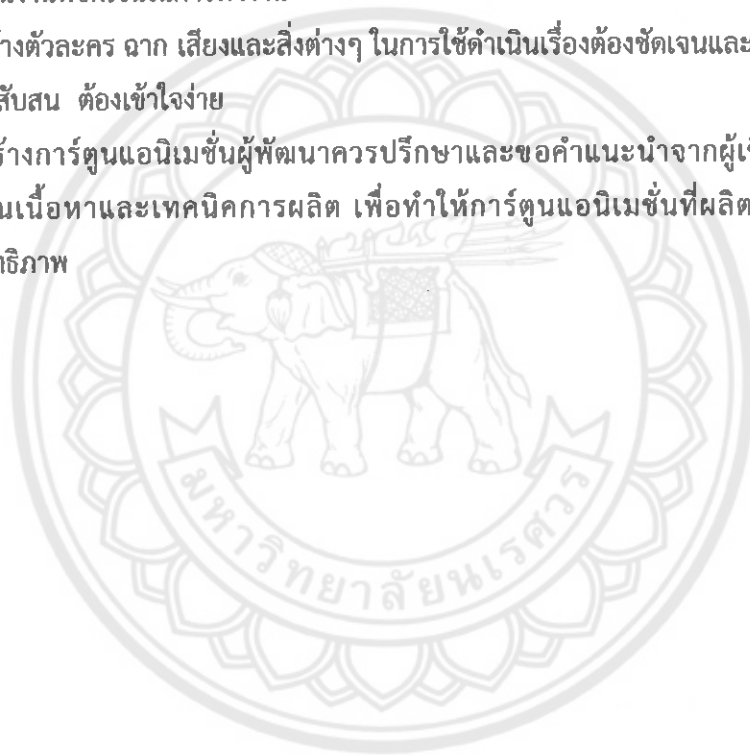 ้างตัวละคร ฉาก เสียงและสิ่งต่างๆ ในการใช้ดำเนินเรื่องต้องชัดเจนและ
สับสน ต้องเข้าใจง่าย
ร้างการ์ตูนแอนิเมชั่นผู้พัฒนาควรปรึกษาและขอคำแนะนำจากผู้เ
นเนื้อหาและเทคนิคการผลิต เพื่อทำให้การ์ตูนแอนิเมชั่นที่ผลิต
ทธิภาพ
มหาวิทยาลัยนเรศวร